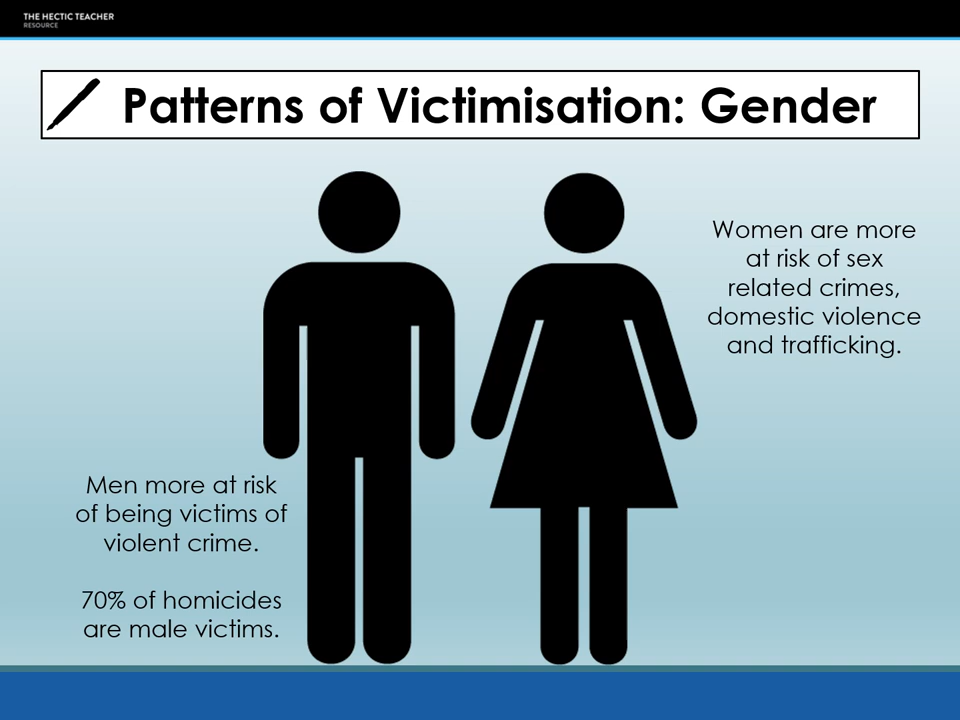 THE HECTIC TEACHER
RESOURCE
Patterns of Victimisation: Gender
Women are more
at risk of sex
related crimes,
domestic violence
and trafficking.
Men more at risk
of being victims of
violent crime.
70% of homicides
are male victims.